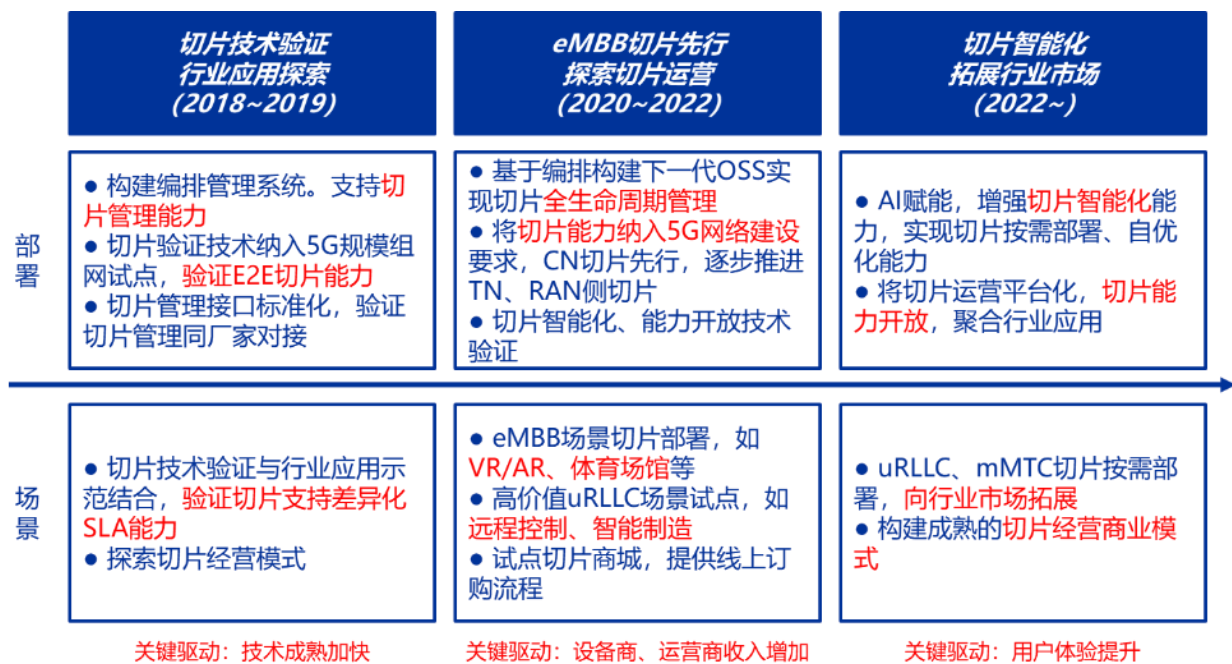 切片技术验证
行业应用探索
(2018~2019)
eMBB切片先行
探索切片运营
(2020~2022)
切片智能化
拓展行业市场
(2022~)
部
署
● 构建编排管理系统。支持切
片管理能力
● 切片验证技术纳入5G规模组
网试点，验证E2E切片能力
● 切片管理接口标准化，验证
切片管理同厂家对接
● 基于编排构建下一代OSS实
现切片全生命周期管理
● 将切片能力纳入5G网络建设
要求，CN切片先行，逐步推进
TN、RAN侧切片
● 切片智能化、能力开放技术
验证
● AI赋能，增强切片智能化能
力，实现切片按需部署、自优
化能力
● 将切片运营平台化，切片能
力开放，聚合行业应用
场
景
● 切片技术验证与行业应用示
范结合，验证切片支持差异化
SLA能力
● 探索切片经营模式
● eMBB场景切片部署，如
VR/AR、体育场馆等
● 高价值uRLLC场景试点，如
远程控制、智能制造
● 试点切片商城，提供线上订
购流程
● uRLLC、mMTC切片按需部
署，向行业市场拓展
● 构建成熟的切片经营商业模
式
关键驱动：技术成熟加快
关键驱动：设备商、运营商收入增加
关键驱动：用户体验提升